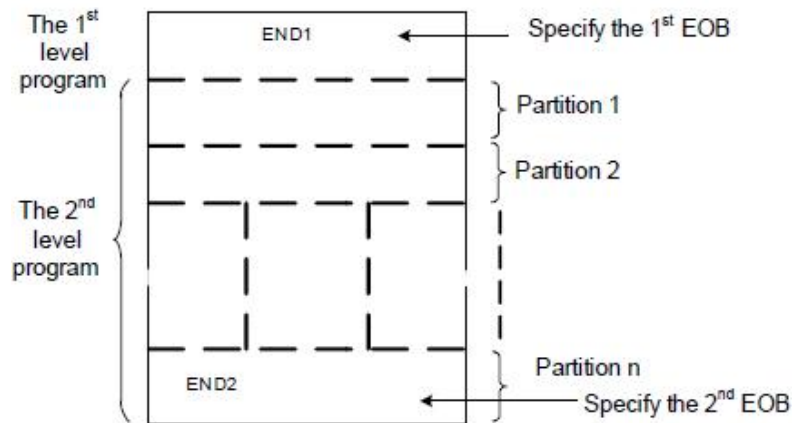 The 1st
level
program
END1
Specify the 1st EOB
Partition 1
Partition 2
The 2nd
level
program
Partition n
END2
Specify the 2nd EOB